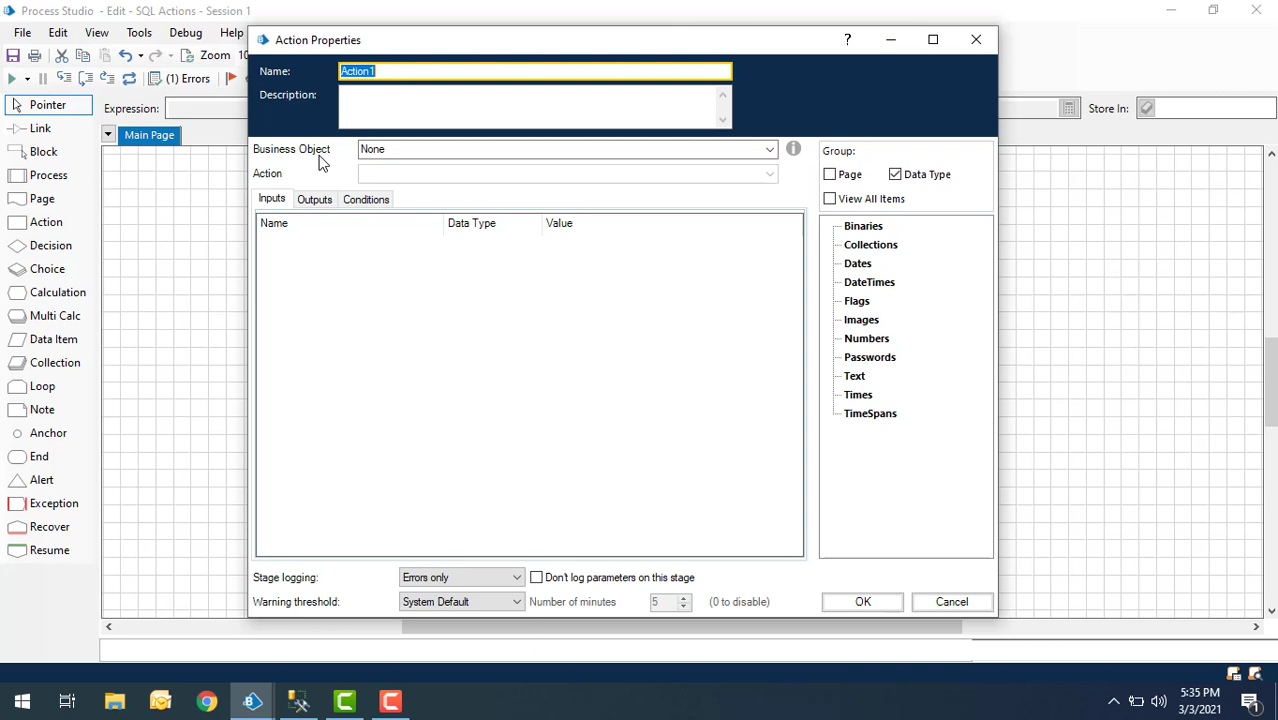 Process Studio - Edit - SQL Actions - Session 1
File Edit View Tools Debug Help
Zoom 10
(1) Errors
Expression: Store In:
Main Page
Pointer
Link
Block
Process
Page
Action
Decision
Choice
Calculation
Multi Calc
Data Item
Collection
Loop
Note
Anchor
End
Alert
Exception
Recover
Resume
Action Properties
Name: Action1
Description:
Business Object None
Action
Inputs Outputs Conditions
Name Data Type Value
Group:
Page Data Type
View All Items
Binaries
Collections
Dates
DateTimes
Flags
Images
Numbers
Passwords
Text
Times
TimeSpans
Stage logging: Errors only Don't log parameters on this stage
Warning threshold: System Default Number of minutes 5 (0 to disable)
OK Cancel
5:35 PM
3/3/2021
1